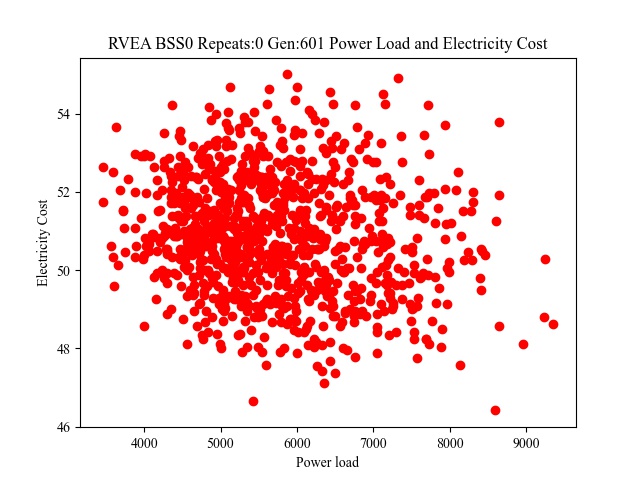 RVEA BSS0 Repeats:0 Gen:601 Power Load and Electricity Cost
54
52
50
48
46
Electricity Cost
4000 5000 6000 7000 8000 9000
Power load